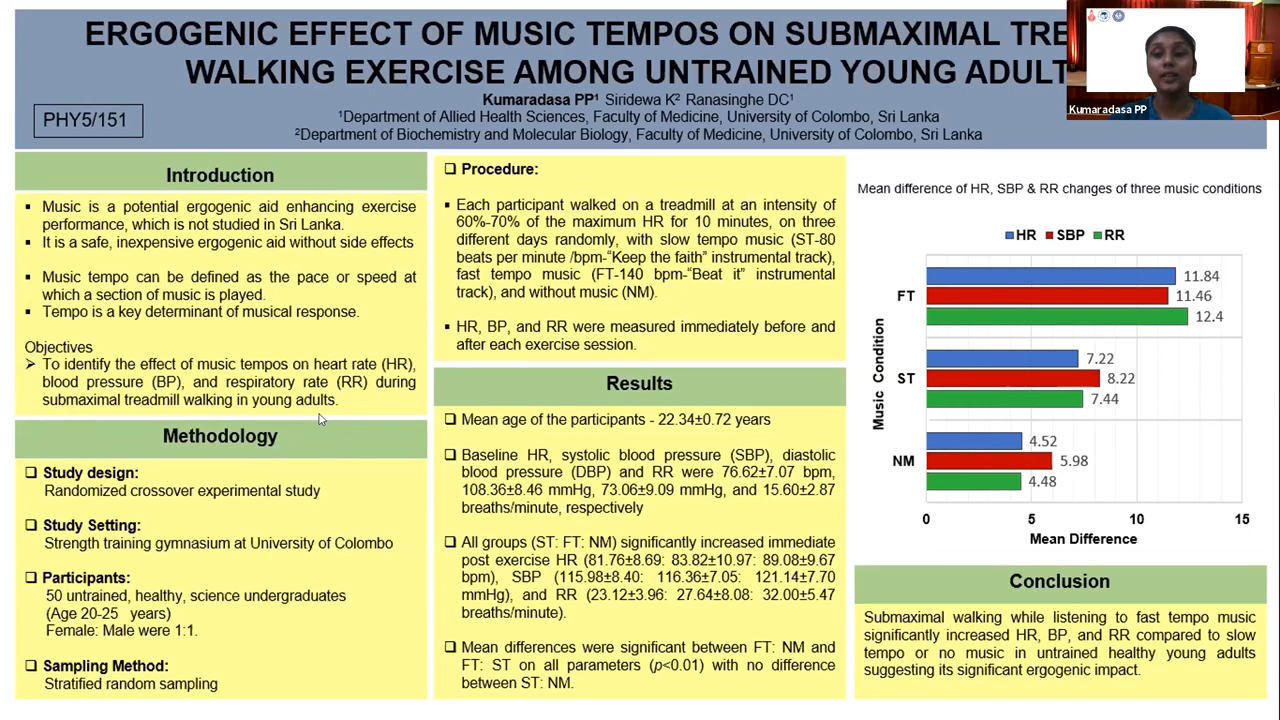 ERGOGENIC EFFECT OF MUSIC TEMPOS ON SUBMAXIMAL
WALKING EXERCISE AMONG UNTRAINED YOUNG
PHY5/151
Kumaradasa PP¹ Siridewa K² Ranasinghe DC¹
¹Department of Allied Health Sciences, Faculty of Medicine, University of Colombo, Sri Lanka
²Department of Biochemistry and Molecular Biology, Faculty of Medicine, University of Colombo, Sri Lanka
Kumaradasa PP
Introduction
▪ Music is a potential ergogenic aid enhancing exercise
performance, which is not studied in Sri Lanka.
▪ It is a safe, inexpensive ergogenic aid without side effects
▪ Music tempo can be defined as the pace or speed at
which a section of music is played.
▪ Tempo is a key determinant of musical response.
Objectives
➢ To identify the effect of music tempos on heart rate (HR),
blood pressure (BP), and respiratory rate (RR) during
submaximal treadmill walking in young adults.
Methodology
❑ Study design:
Randomized crossover experimental study
❑ Study Setting:
Strength training gymnasium at University of Colombo
❑ Participants:
50 untrained, healthy, science undergraduates
(Age 20-25 years)
Female: Male were 1:1.
❑ Sampling Method:
Stratified random sampling
❑ Procedure:
▪ Each participant walked on a treadmill at an intensity of
60%-70% of the maximum HR for 10 minutes, on three
different days randomly, with slow tempo music (ST-80
beats per minute /bpm-“Keep the faith” instrumental track),
fast tempo music (FT-140 bpm-“Beat it” instrumental
track), and without music (NM).
▪ HR, BP, and RR were measured immediately before and
after each exercise session.
Results
▪ Mean age of the participants - 22.34±0.72 years
▪ Baseline HR, systolic blood pressure (SBP), diastolic
blood pressure (DBP) and RR were 76.62±7.07 bpm,
108.36±8.46 mmHg, 73.06±9.09 mmHg, and 15.60±2.87
breaths/minute, respectively
▪ All groups (ST: FT: NM) significantly increased immediate
post exercise HR (81.76±8.69: 83.82±10.97: 89.08±9.67
bpm), SBP (115.98±8.40: 116.36±7.05: 121.14±7.70
mmHg), and RR (23.12±3.96: 27.64±8.08: 32.00±5.47
breaths/minute).
▪ Mean differences were significant between FT: NM and
FT: ST on all parameters (p<0.01) with no difference
between ST: NM.
Mean difference of HR, SBP & RR changes of three music conditions
HR SBP RR
Music Condition
FT
11.84
11.46
12.4
ST
7.22
8.22
7.44
NM
4.52
5.98
4.48
0 5 10 15
Mean Difference
Conclusion
Submaximal walking while listening to fast tempo music
significantly increased HR, BP, and RR compared to slow
tempo or no music in untrained healthy young adults
suggesting its significant ergogenic impact.